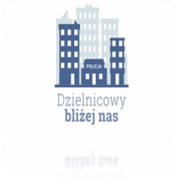 POLICJA
Dzielnicowy
bliżej nas